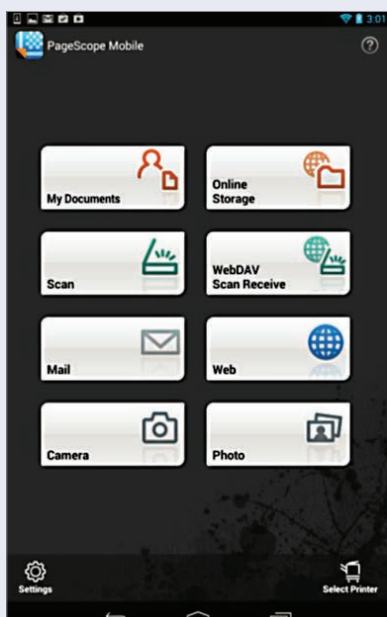 3:01
PageScope Mobile
?
My Documents
Online
Storage
Scan
WebDAV
Scan Receive
Mail
Web
Camera
Photo
Settings
Select Printer